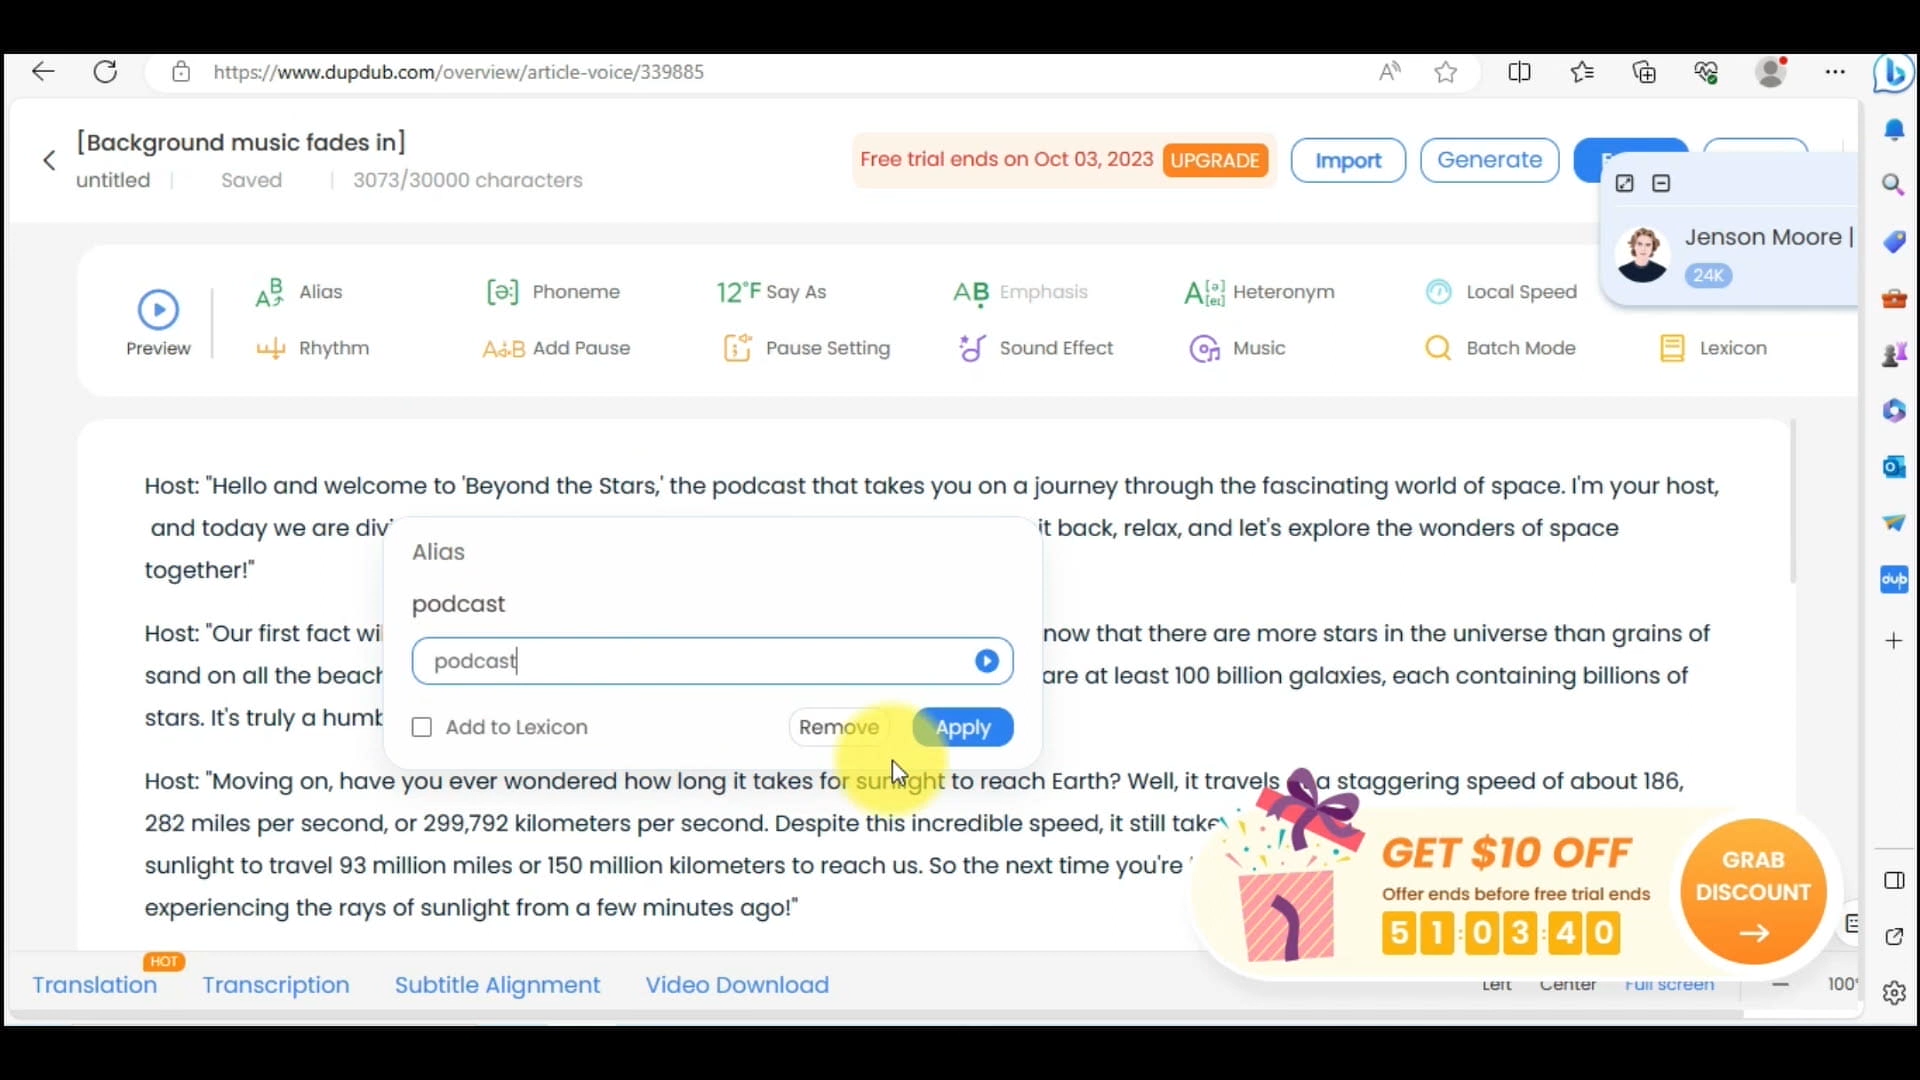 https://www.dupdub.com/overview/article-voice/339885
[Background music fades in]
untitled | Saved | 3073/30000 characters
Free trial ends on Oct 03, 2023 UPGRADE
Import
Generate
Jenson Moore |
24K
Preview
Alias
Phoneme
12°F Say As
Emphasis
Heteronym
Local Speed
Rhythm
Add Pause
Pause Setting
Sound Effect
Music
Batch Mode
Lexicon
Host: "Hello and welcome to 'Beyond the Stars,' the podcast that takes you on a journey through the fascinating world of space. I'm your host,
and today we are div it back, relax, and let's explore the wonders of space
together!"
Alias
podcast
podcast
Add to Lexicon
Remove
Apply
Host: "Our first fact wil now that there are more stars in the universe than grains of
sand on all the beach are at least 100 billion galaxies, each containing billions of
stars. It's truly a humb
Host: "Moving on, have you ever wondered how long it takes for sunlight to reach Earth? Well, it travels a staggering speed of about 186,
282 miles per second, or 299,792 kilometers per second. Despite this incredible speed, it still take
sunlight to travel 93 million miles or 150 million kilometers to reach us. So the next time you're
experiencing the rays of sunlight from a few minutes ago!"
GET $10 OFF
Offer ends before free trial ends
51:03:40
GRAB
DISCOUNT
HOT
Translation
Transcription
Subtitle Alignment
Video Download
Left
Center
Full screen
100%
dub